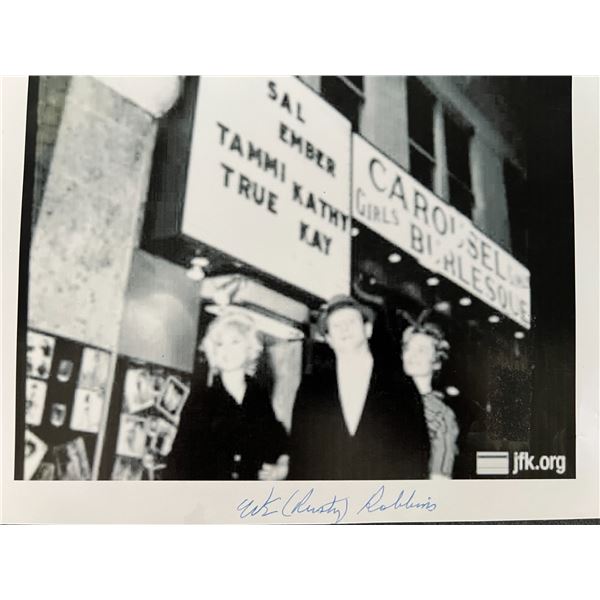 SAL
EMBER
TAMMI KATHY
TRUE KAY
CAROUSEL
GIRLS BURLESQUE
jfk.org
(Rusty) Robbins